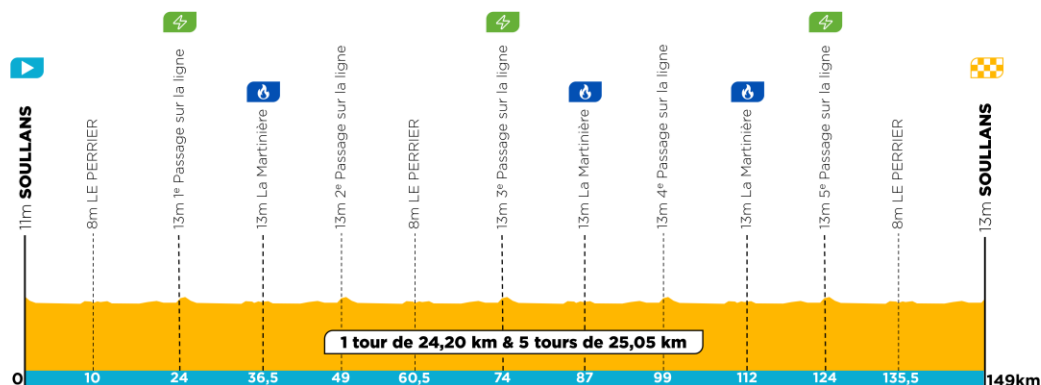 11m SOULLANS
8m LE PERRIER
13m 1e Passage sur la ligne
13m La Martinière
13m 2e Passage sur la ligne
8m LE PERRIER
13m 3e Passage sur la ligne
13m La Martinière
13m 4e Passage sur la ligne
13m La Martinière
13m 5e Passage sur la ligne
8m LE PERRIER
13m SOULLANS
1 tour de 24,20 km & 5 tours de 25,05 km
0 10 24 36,5 49 60,5 74 87 99 112 124 135,5 149km